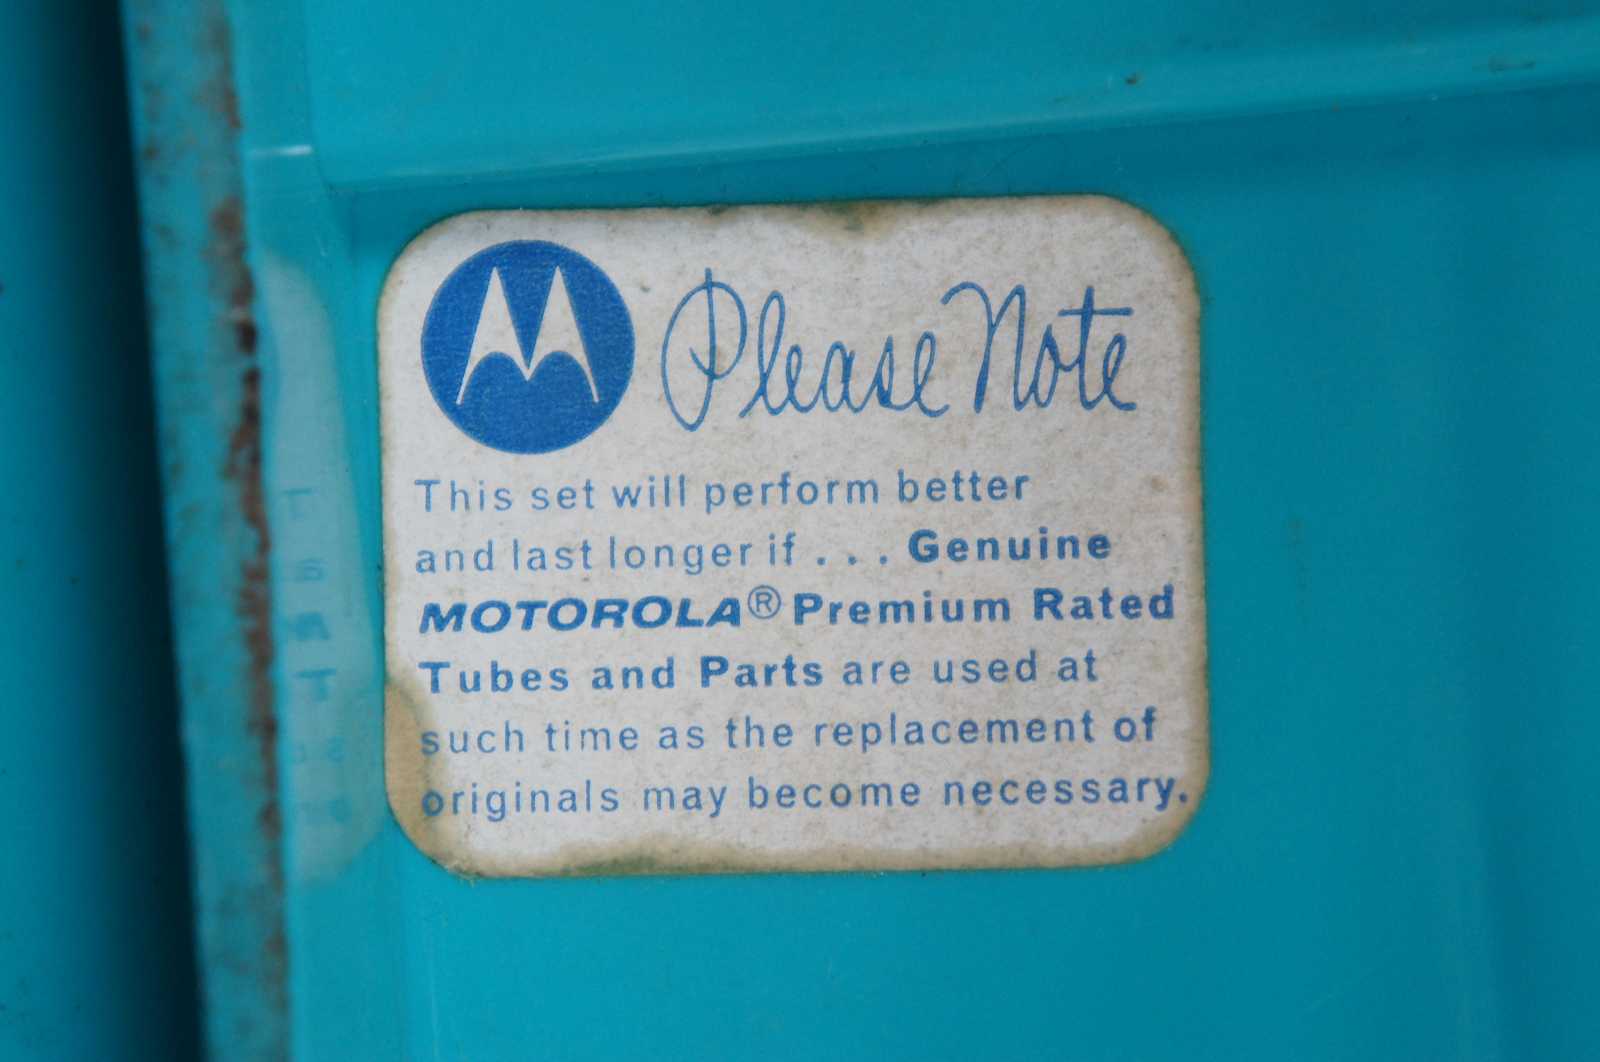 Please Note
This set will perform better
and last longer if . . . Genuine
MOTOROLA® Premium Rated
Tubes and Parts are used at
such time as the replacement of
originals may become necessary.